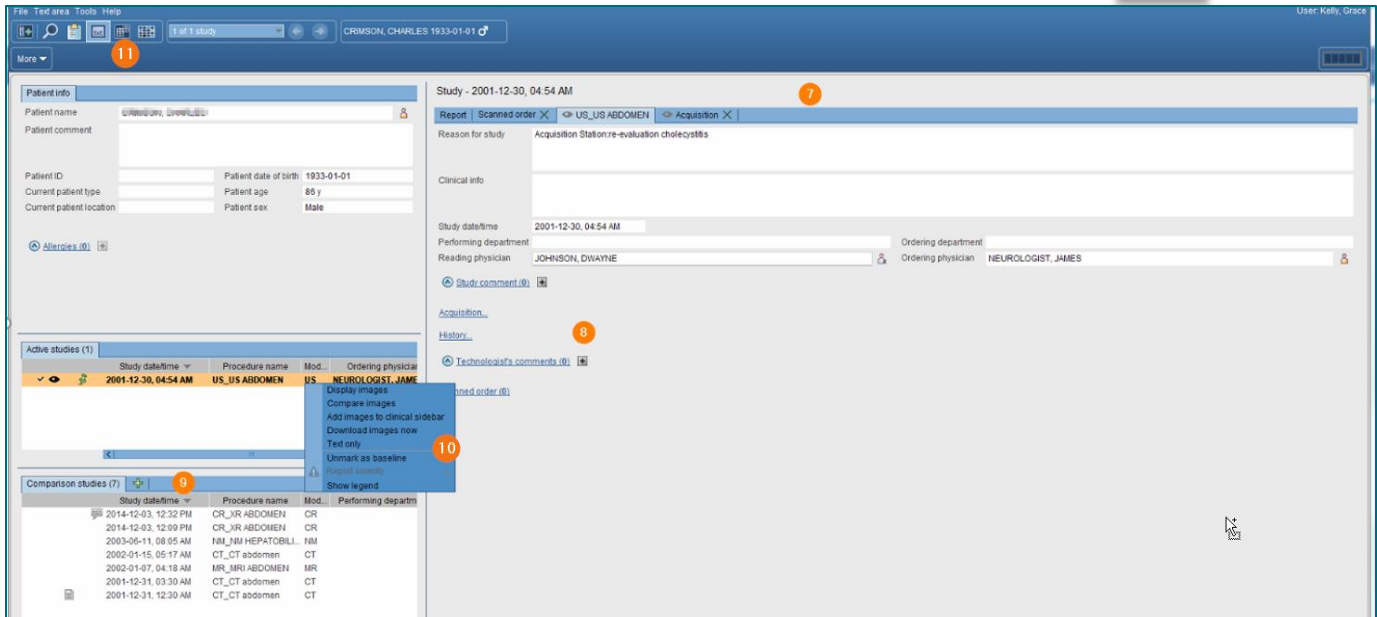 File Text area Tools Help
User: Kelly, Grace
1 of 1 study
CRIMSON, CHARLES 1933-01-01
11
More
Patient info
Patient name
Patient comment
Patient ID
Patient date of birth 1933-01-01
Current patient type
Patient age 85 y
Current patient location
Patient sex Male
Allergies (0)
Active studies (1)
Study date/time Procedure name Mod... Ordering physician
2001-12-30, 04:54 AM US_US ABDOMEN US NEUROLOGIST, JAME
Display images
Compare images
Add images to clinical sidebar
Download images now
Text only
10
Unmark as baseline
Report severity
Show legend
Comparison studies (7)
9
Study date/time Procedure name Mod... Performing departm
2014-12-03, 12:32 PM CR_XR ABDOMEN CR
2014-12-03, 12:09 PM CR_XR ABDOMEN CR
2003-06-11, 08:05 AM NM_NM HEPATOBILI... NM
2002-01-15, 05:17 AM CT_CT abdomen CT
2002-01-07, 04:18 AM MR_MRI ABDOMEN MR
2001-12-31, 03:30 AM CT_CT abdomen CT
2001-12-31, 12:30 AM CT_CT abdomen CT
Study - 2001-12-30, 04:54 AM
7
Report Scanned order US_US ABDOMEN Acquisition
Reason for study Acquisition Station:re-evaluation cholecystitis
Clinical info
Study date/time 2001-12-30, 04:54 AM
Performing department Ordering department
Reading physician JOHNSON, DWAYNE Ordering physician NEUROLOGIST, JAMES
Study comment (0)
Acquisition...
History...
8
Technologist's comments (0)
nned order (0)